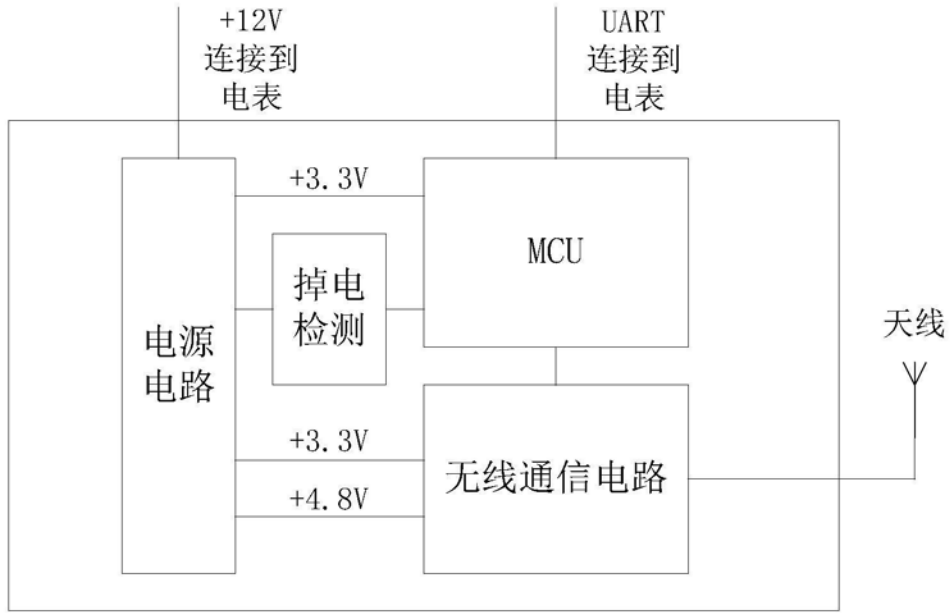 +12V
连接到
电表
UART
连接到
电表
+3.3V
MCU
掉电
检测
电源
电路
天线
+3.3V
无线通信电路
+4.8V